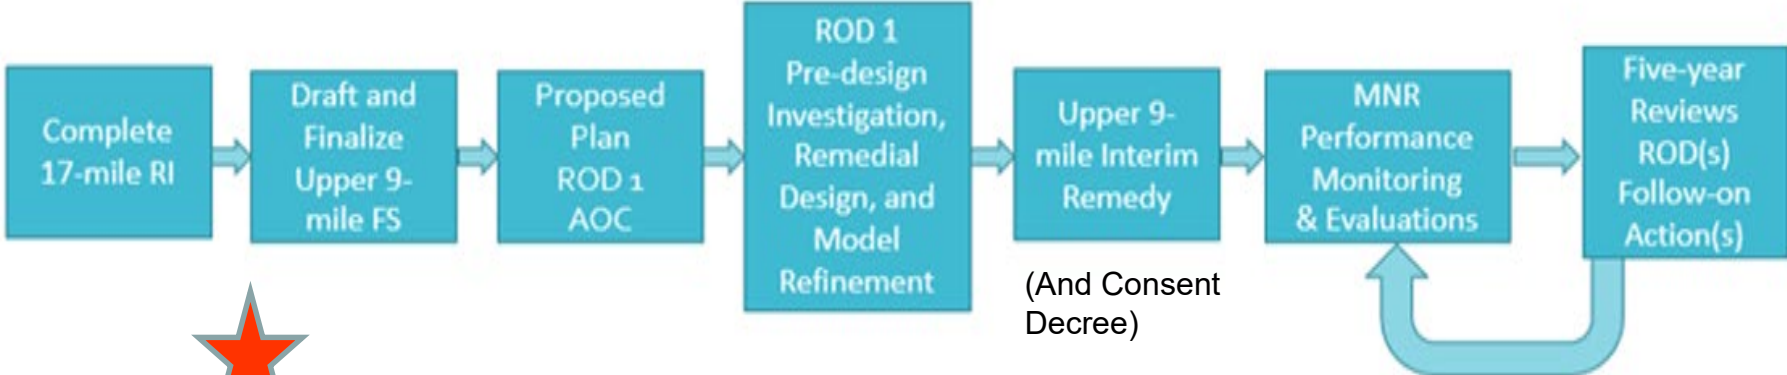 Complete
17-mile RI
Draft and
Finalize
Upper 9-
mile FS
Proposed
Plan
ROD 1
AOC
ROD 1
Pre-design
Investigation,
Remedial
Design, and
Model
Refinement
Upper 9-
mile Interim
Remedy
(And Consent
Decree)
MNR
Performance
Monitoring
& Evaluations
Five-year
Reviews
ROD(s)
Follow-on
Action(s)